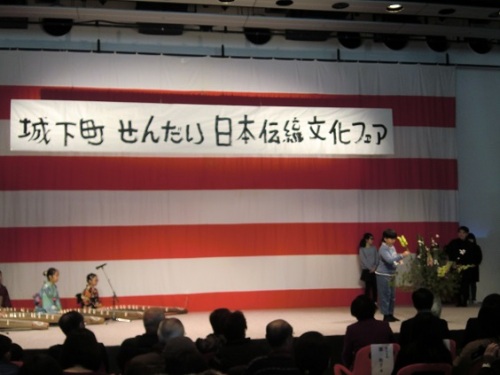 城下町 せんだい 日本伝統文化フェア